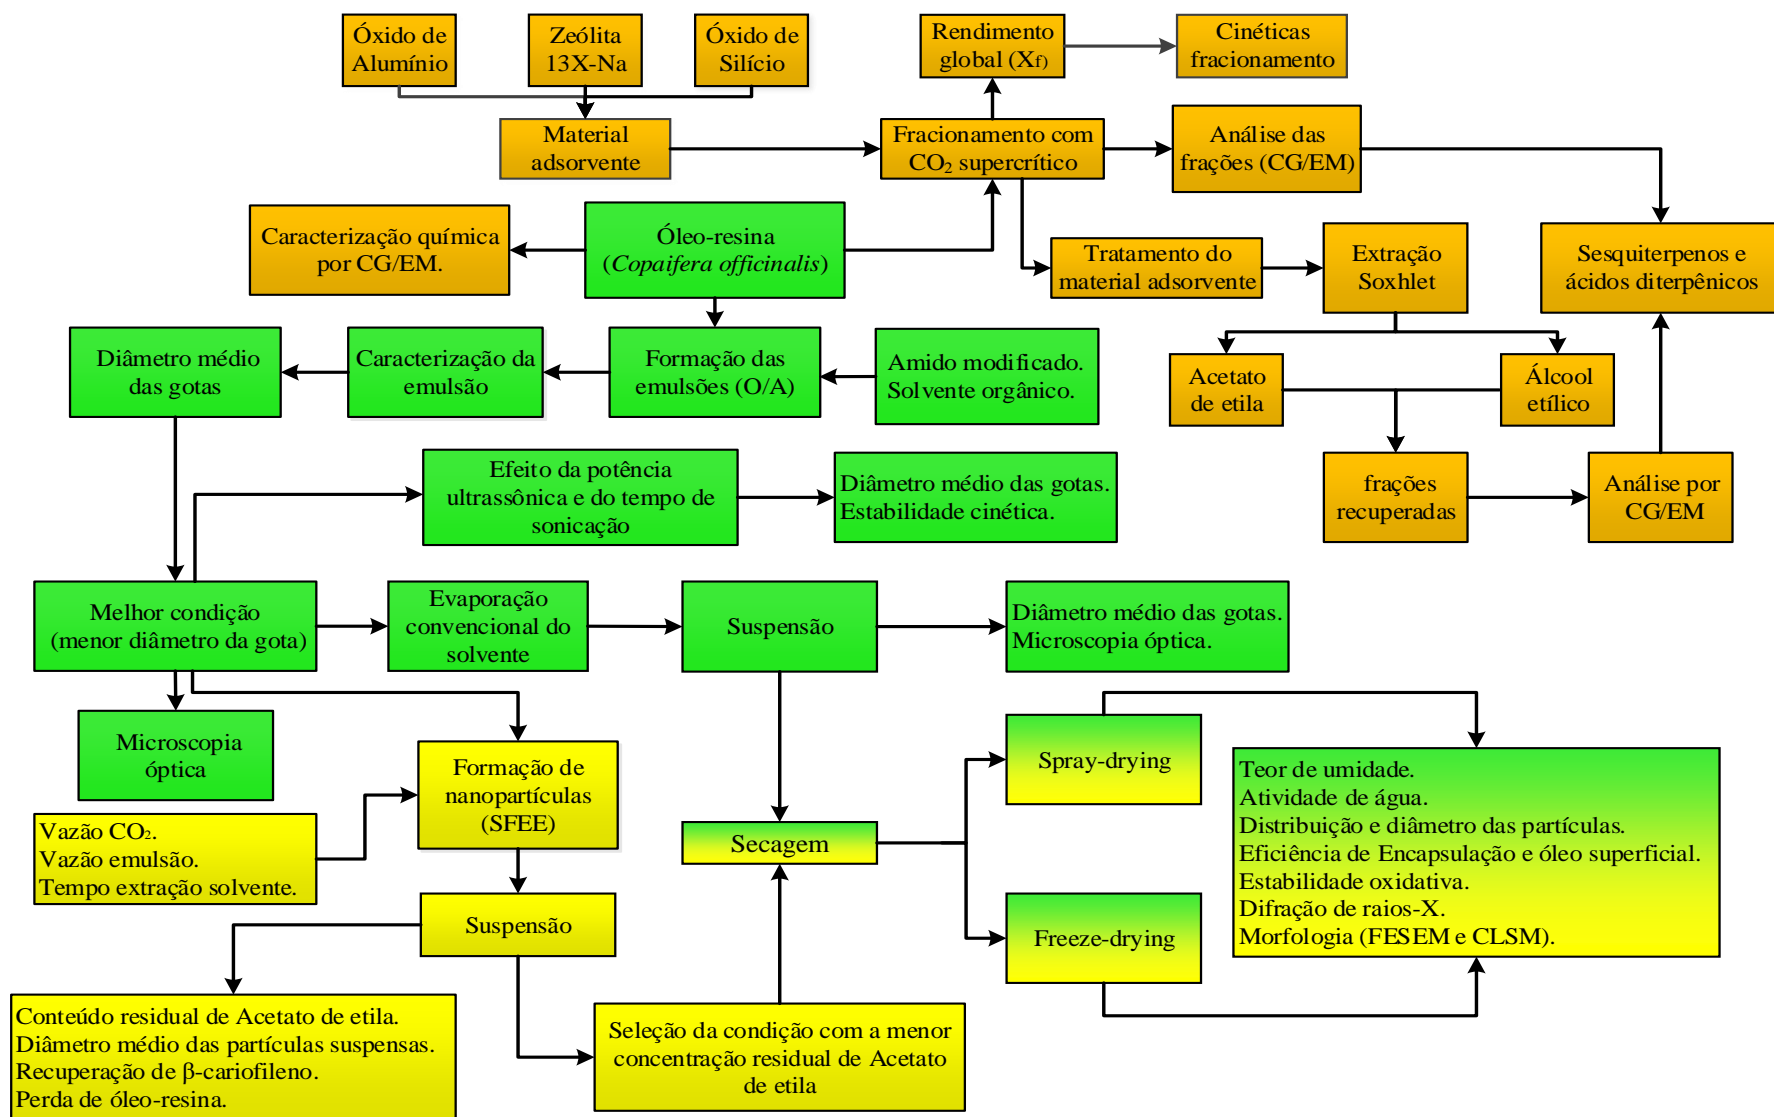 Óxido de
Alumínio
Zeólita
13X-Na
Óxido de
Silício
Rendimento
global (Xf)
Cinéticas
fracionamento
Material
adsorvente
Fracionamento com
CO2 supercrítico
Análise das
frações (CG/EM)
Caracterização química
por CG/EM.
Óleo-resina
(Copaifera officinalis)
Tratamento do
material adsorvente
Extração
Soxhlet
Sesquiterpenos e
ácidos diterpênicos
Diâmetro médio
das gotas
Caracterização da
emulsão
Formação das
emulsões (O/A)
Amido modificado.
Solvente orgânico.
Acetato
de etila
Álcool
etílico
Efeito da potência
ultrassônica e do tempo de
sonicação
Diâmetro médio das gotas.
Estabilidade cinética.
frações
recuperadas
Análise por
CG/EM
Melhor condição
(menor diâmetro da gota)
Evaporação
convencional do
solvente
Suspensão
Diâmetro médio das gotas.
Microscopia óptica.
Microscopia
óptica
Formação de
nanopartículas
(SFEE)
Spray-drying
Vazão CO2.
Vazão emulsão.
Tempo extração solvente.
Secagem
Teor de umidade.
Atividade de água.
Distribuição e diâmetro das partículas.
Eficiência de Encapsulação e óleo superficial.
Estabilidade oxidativa.
Difração de raios-X.
Morfologia (FESEM e CLSM).
Suspensão
Freeze-drying
Conteúdo residual de Acetato de etila.
Diâmetro médio das partículas suspensas.
Recuperação de β-cariofileno.
Perda de óleo-resina.
Seleção da condição com a menor
concentração residual de Acetato
de etila